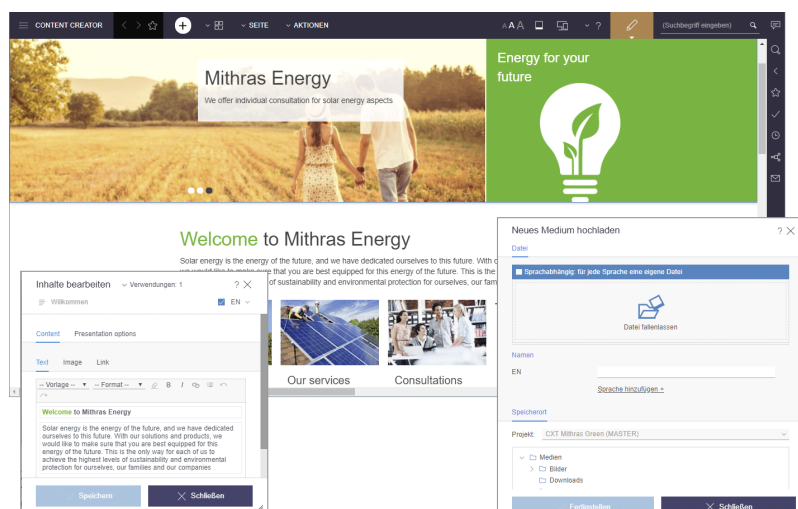 CONTENT CREATOR
SEITE
AKTIONEN
A A A
?
(Suchbegriff eingeben)
Mithras Energy
We offer individual consultation for solar energy aspects
Energy for your
future
Welcome to Mithras Energy
Solar energy is the energy of the future, and we have dedicated ourselves to this future. With
sure that you are best equipped for this energy of the future. This is the
of sustainability and environmental protection for ourselves, our
Our services
Consultations
Inhalte bearbeiten
Verwendungen: 1
?
Willkommen
EN
Content
Presentation options
Text
Image
Link
-- Vorlage --
-- Format --
B
I
Welcome to Mithras Energy
Solar energy is the energy of the future, and we have dedicated
ourselves to this future. With our solutions and products, we
would like to make sure that you are best equipped for this
energy of the future. This is the only way for each of us to
achieve the highest levels of sustainability and environmental
protection for ourselves, our families and our companies
Speichern
Schließen
Neues Medium hochladen
?
Datei
Sprachabhängig: für jede Sprache eine eigene Datei
Datei fallenlassen
Namen
EN
Sprache hinzufügen +
Speicherort
Projekt: CXT Mithras Green (MASTER)
Medien
Bilder
Downloads
Fertigstellen
Schließen